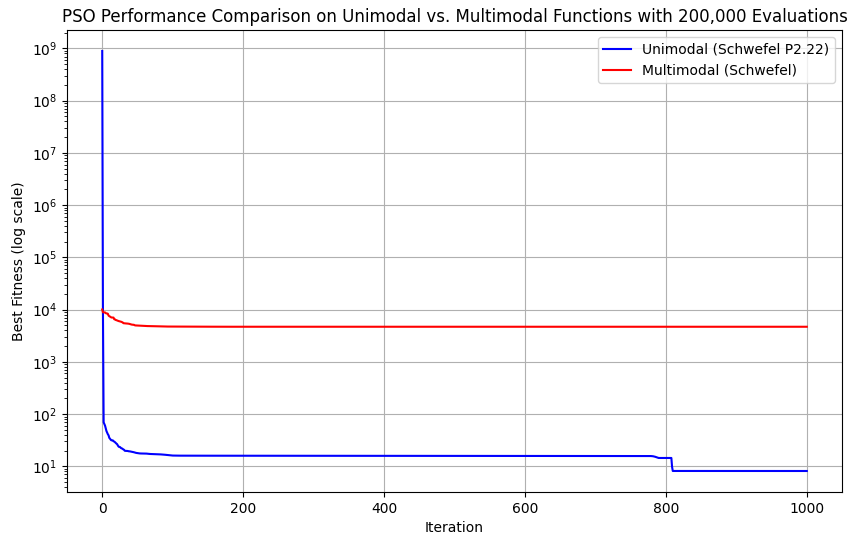 PSO Performance Comparison on Unimodal vs. Multimodal Functions with 200,000 Evaluations
Unimodal (Schwefel P2.22)
Multimodal (Schwefel)
Best Fitness (log scale)
10⁹
10⁸
10⁷
10⁶
10⁵
10⁴
10³
10²
10¹
0 200 400 600 800 1000
Iteration